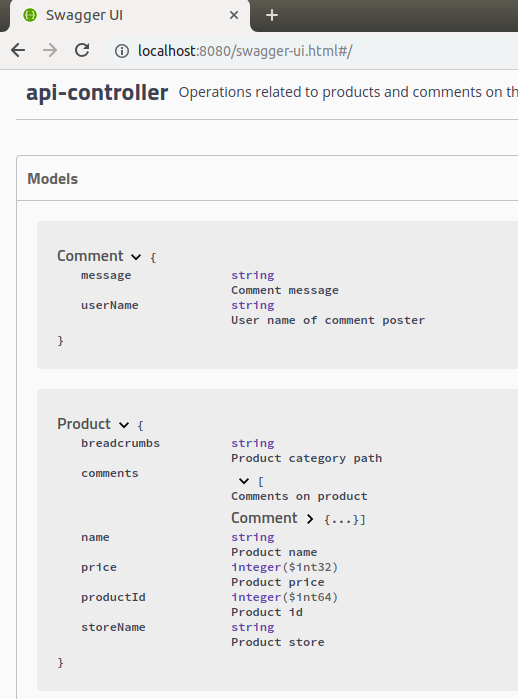 Swagger UI
localhost:8080/swagger-ui.html#/
api-controller Operations related to products and comments on th
Models
Comment {
message string
Comment message
userName string
User name of comment poster
}
Product {
breadcrumbs string
Product category path
comments
[
Comments on product
Comment {...}]
name string
Product name
price integer($int32)
Product price
productId integer($int64)
Product id
storeName string
Product store
}